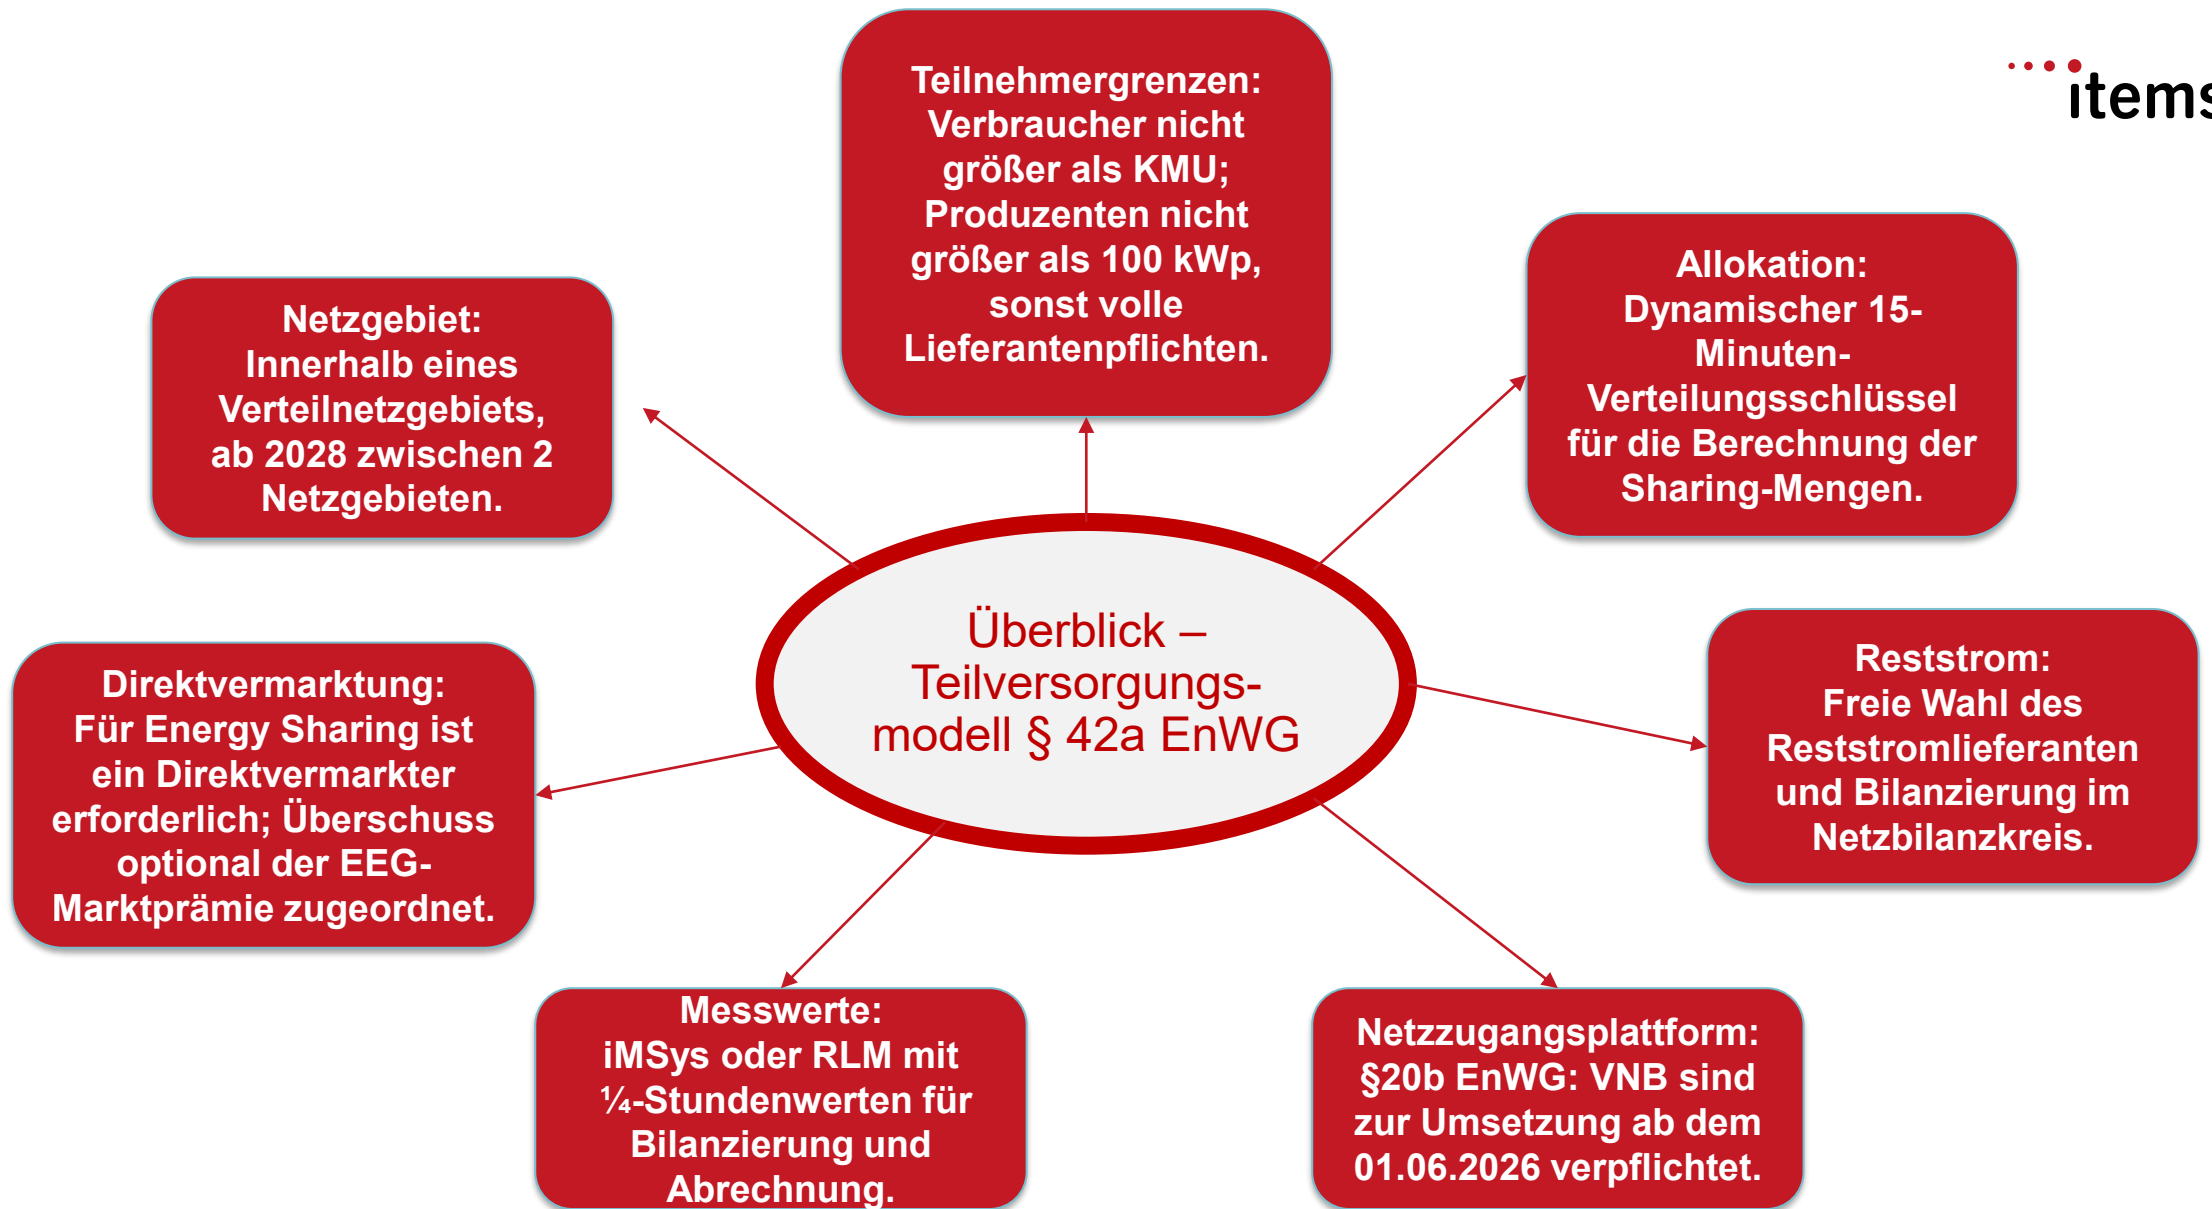 Teilnehmergrenzen:
Verbraucher nicht
größer als KMU;
Produzenten nicht
größer als 100 kWp,
sonst volle
Lieferantenpflichten.
items
Allokation:
Dynamischer 15-
Minuten-
Verteilungsschlüssel
für die Berechnung der
Sharing-Mengen.
Netzgebiet:
Innerhalb eines
Verteilnetzgebiets,
ab 2028 zwischen 2
Netzgebieten.
Überblick –
Teilversorgungs-
modell § 42a EnWG
Direktvermarktung:
Für Energy Sharing ist
ein Direktvermarkter
erforderlich; Überschuss
optional der EEG-
Marktprämie zugeordnet.
Reststrom:
Freie Wahl des
Reststromlieferanten
und Bilanzierung im
Netzbilanzkreis.
Messwerte:
iMSys oder RLM mit
¼-Stundenwerten für
Bilanzierung und
Abrechnung.
Netzzugangsplattform:
§20b EnWG: VNB sind
zur Umsetzung ab dem
01.06.2026 verpflichtet.